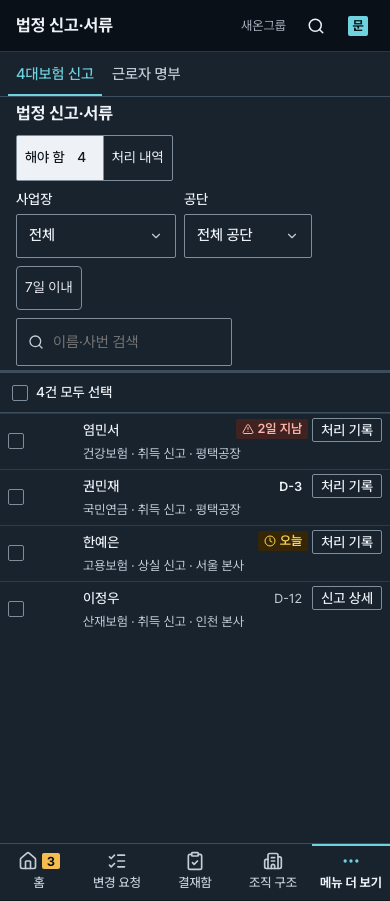 법정 신고·서류
새온그룹
문
4대보험 신고
근로자 명부
법정 신고·서류
해야 함 4
처리 내역
사업장
공단
전체
전체 공단
7일 이내
이름·사번 검색
4건 모두 선택
염민서
2일 지남
처리 기록
건강보험 · 취득 신고 · 평택공장
권민재
D-3
처리 기록
국민연금 · 취득 신고 · 평택공장
한예은
오늘
처리 기록
고용보험 · 상실 신고 · 서울 본사
이정우
D-12
신고 상세
산재보험 · 취득 신고 · 인천 본사
3
홈
변경 요청
결재함
조직 구조
메뉴 더 보기